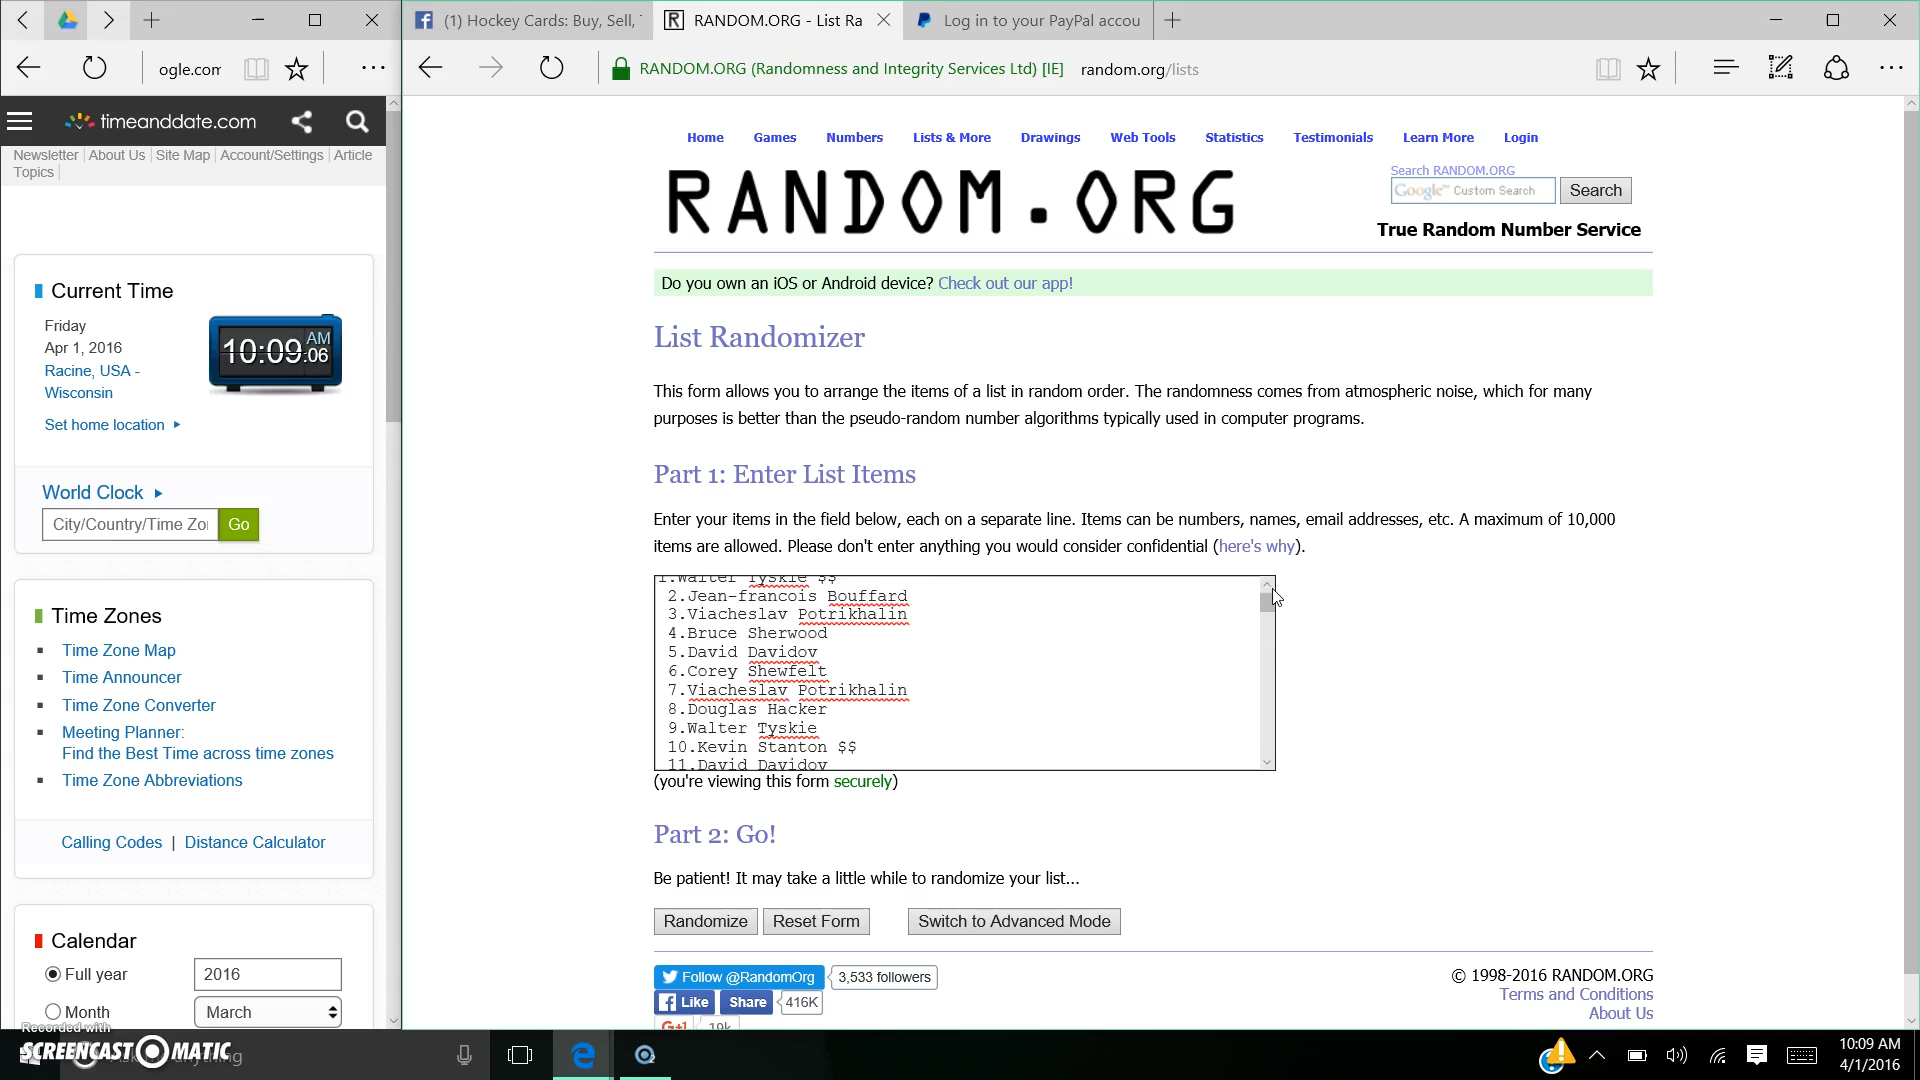 ogle.com
timeanddate.com
Newsletter About Us Site Map Account/Settings Article
Topics
Current Time
Friday
Apr 1, 2016
Racine, USA -
Wisconsin
10:09:06 AM
Set home location
World Clock
City/Country/Time Zo Go
Time Zones
Time Zone Map
Time Announcer
Time Zone Converter
Meeting Planner:
Find the Best Time across time zones
Time Zone Abbreviations
Calling Codes | Distance Calculator
Calendar
Full year 2016
Month March
(1) Hockey Cards: Buy, Sell,
RANDOM.ORG - List Ra
Log in to your PayPal accou
RANDOM.ORG (Randomness and Integrity Services Ltd) [IE] random.org/lists
Home Games Numbers Lists & More Drawings Web Tools Statistics Testimonials Learn More Login
RANDOM.ORG
Search RANDOM.ORG
Google™ Custom Search Search
True Random Number Service
Do you own an iOS or Android device? Check out our app!
List Randomizer
This form allows you to arrange the items of a list in random order. The randomness comes from atmospheric noise, which for many
purposes is better than the pseudo-random number algorithms typically used in computer programs.
Part 1: Enter List Items
Enter your items in the field below, each on a separate line. Items can be numbers, names, email addresses, etc. A maximum of 10,000
items are allowed. Please don't enter anything you would consider confidential (here's why).
1.Walter Tyskie $$
2.Jean-francois Bouffard
3.Viacheslav Potrikhalin
4.Bruce Sherwood
5.David Davidov
6.Corey Shewfelt
7.Viacheslav Potrikhalin
8.Douglas Hacker
9.Walter Tyskie
10.Kevin Stanton $$
11.David Davidov
(you're viewing this form securely)
Part 2: Go!
Be patient! It may take a little while to randomize your list...
Randomize Reset Form Switch to Advanced Mode
Follow @RandomOrg 3,533 followers
Like Share 416K
G+1 19k
© 1998-2016 RANDOM.ORG
Terms and Conditions
About Us
Recorded with
SCREENCAST MATIC
anything
10:09 AM
4/1/2016